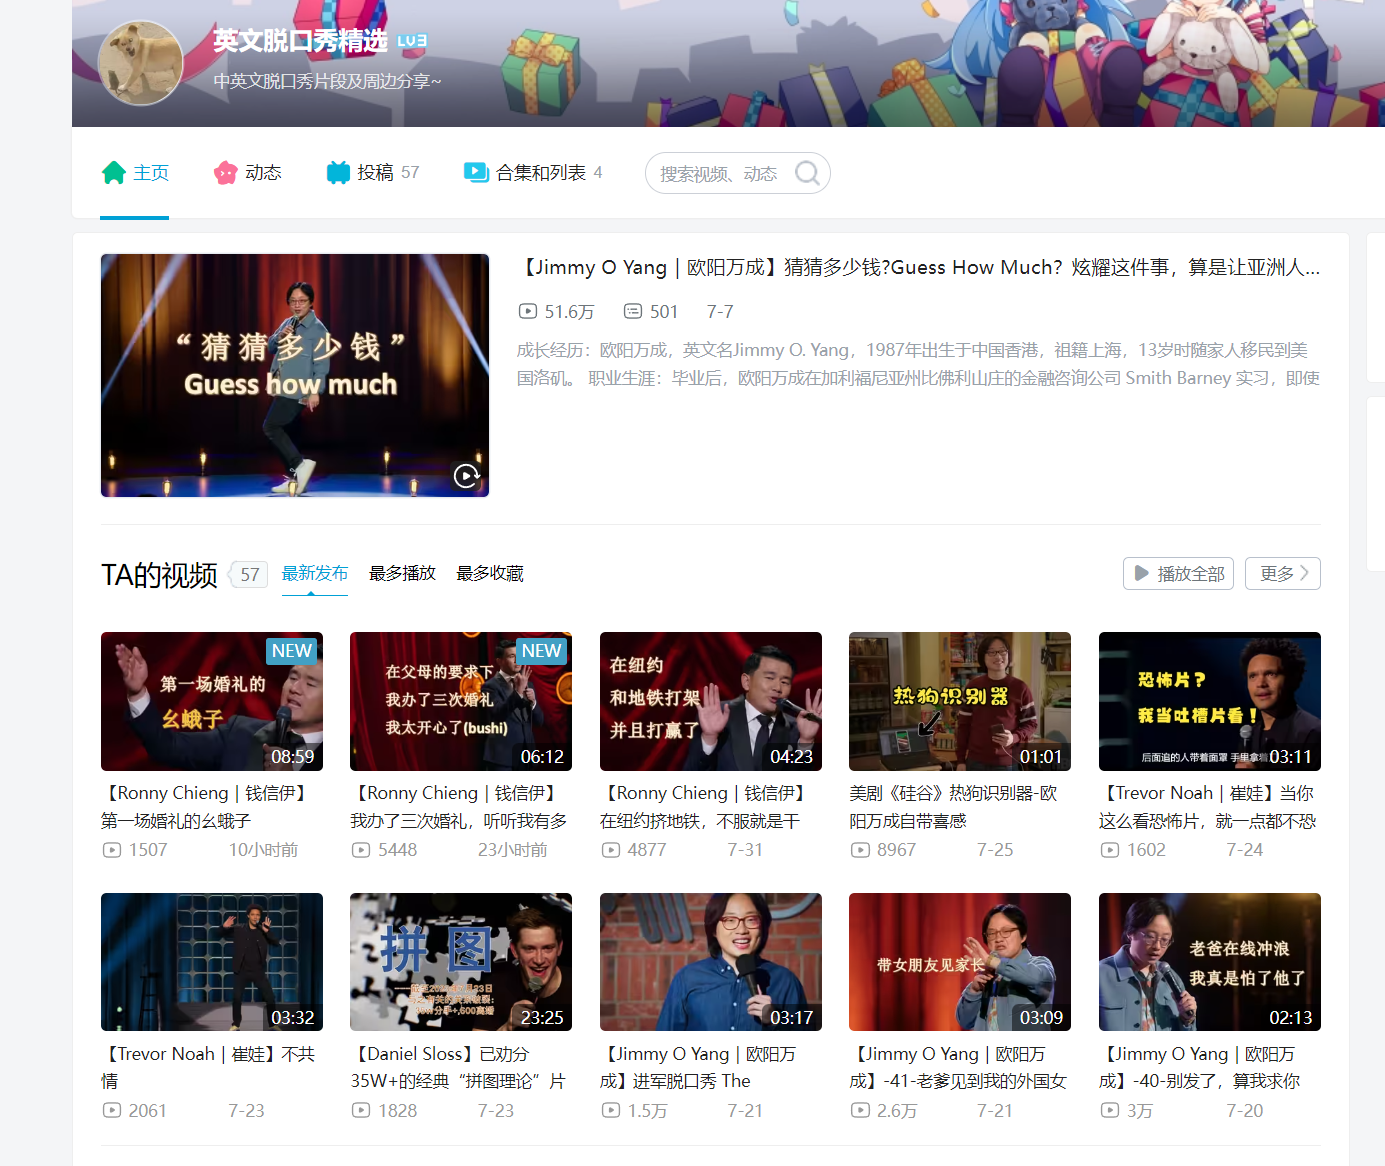 英文脱口秀精选 LV3
中英文脱口秀片段及周边分享~
主页 动态 投稿 57 合集和列表 4 搜索视频、动态
“猜猜多少钱”
Guess how much
【Jimmy O Yang | 欧阳万成】猜猜多少钱?Guess How Much？炫耀这件事，算是让亚洲人...
51.6万 501 7-7
成长经历：欧阳万成，英文名Jimmy O. Yang，1987年出生于中国香港，祖籍上海，13岁时随家人移民到美
国洛矶。 职业生涯：毕业后，欧阳万成在加利福尼亚州比佛利山庄的金融咨询公司 Smith Barney 实习，即使
TA的视频 57 最新发布 最多播放 最多收藏 播放全部 更多
NEW
第一场婚礼的
幺蛾子
08:59
【Ronny Chieng | 钱信伊】
第一场婚礼的幺蛾子
1507 10小时前
NEW
在父母的要求下
我办了三次婚礼
我太开心了(bushi)
06:12
【Ronny Chieng | 钱信伊】
我办了三次婚礼，听听我有多
5448 23小时前
在纽约
和地铁打架
并且打赢了
04:23
【Ronny Chieng | 钱信伊】
在纽约挤地铁，不服就是干
4877 7-31
热狗识别器
01:01
美剧《硅谷》热狗识别器-欧
阳万成自带喜感
8967 7-25
恐怖片？
我当吐槽片看！
后面追的人带着面罩 手里拿着
03:11
【Trevor Noah | 崔娃】当你
这么看恐怖片，就一点都不恐
1602 7-24
03:32
【Trevor Noah | 崔娃】不共
情
2061 7-23
拼图
23:25
【Daniel Sloss】已劝分
35W+的经典“拼图理论”片
1828 7-23
03:17
【Jimmy O Yang | 欧阳万
成】进军脱口秀 The
1.5万 7-21
带女朋友见家长
03:09
【Jimmy O Yang | 欧阳万
成】-41-老爹见到我的外国女
2.6万 7-21
老爸在线冲浪
我真是怕了他了
02:13
【Jimmy O Yang | 欧阳万
成】-40-别发了，算我求你
3万 7-20